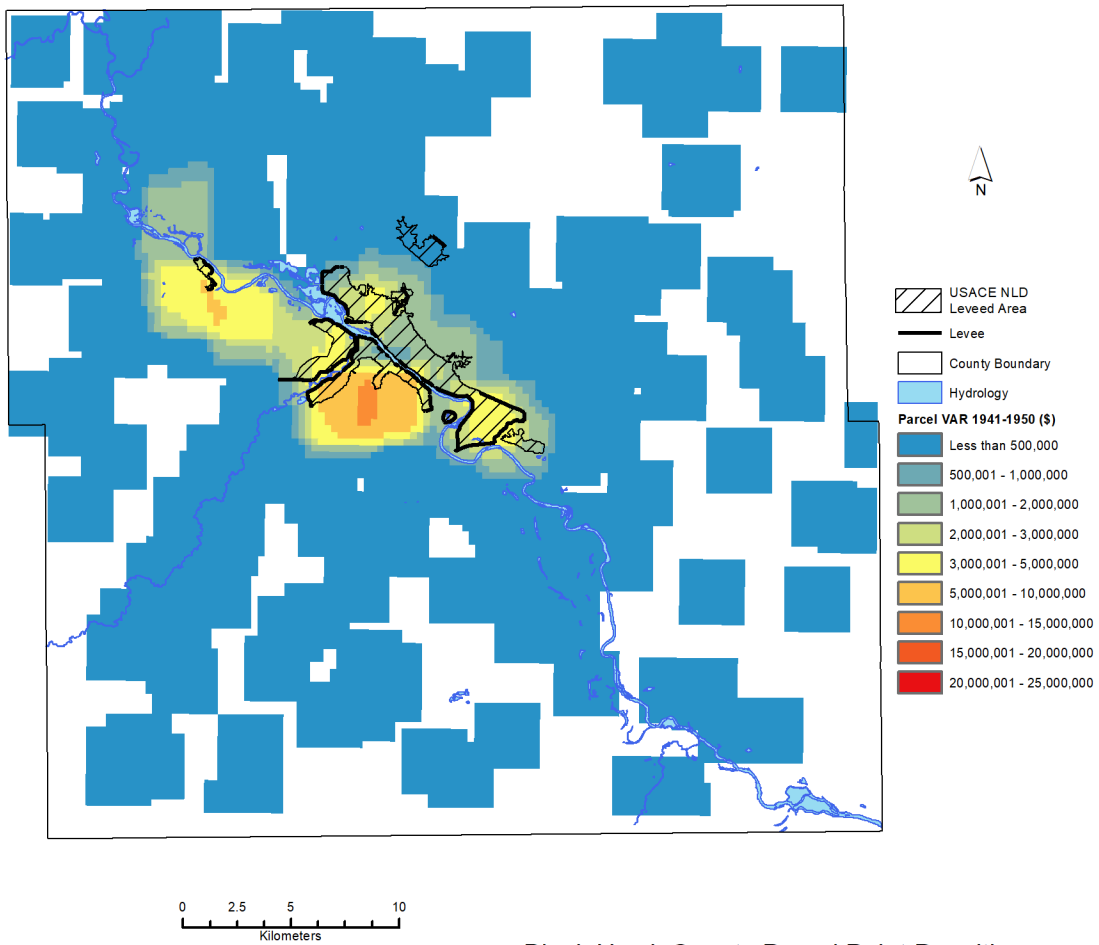 N
USACE NLD
Leveed Area
Levee
County Boundary
Hydrology
Parcel VAR 1941-1950 ($)
Less than 500,000
500,001 - 1,000,000
1,000,001 - 2,000,000
2,000,001 - 3,000,000
3,000,001 - 5,000,000
5,000,001 - 10,000,000
10,000,001 - 15,000,000
15,000,001 - 20,000,000
20,000,001 - 25,000,000
0 2.5 5 10
Kilometers